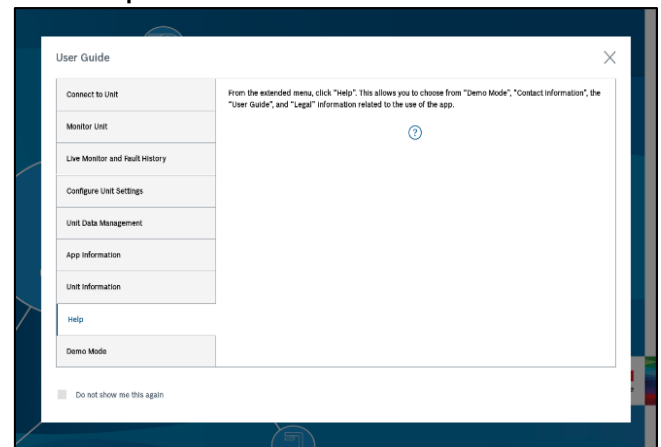 User Guide
Connect to Unit
From the extended menu, click "Help". This allows you to choose from "Demo Mode", "Contact Information", the
"User Guide", and "Legal" information related to the use of the app.
?
Monitor Unit
Live Monitor and Fault History
Configure Unit Settings
Unit Data Management
App Information
Unit Information
Help
Demo Mode
Do not show me this again